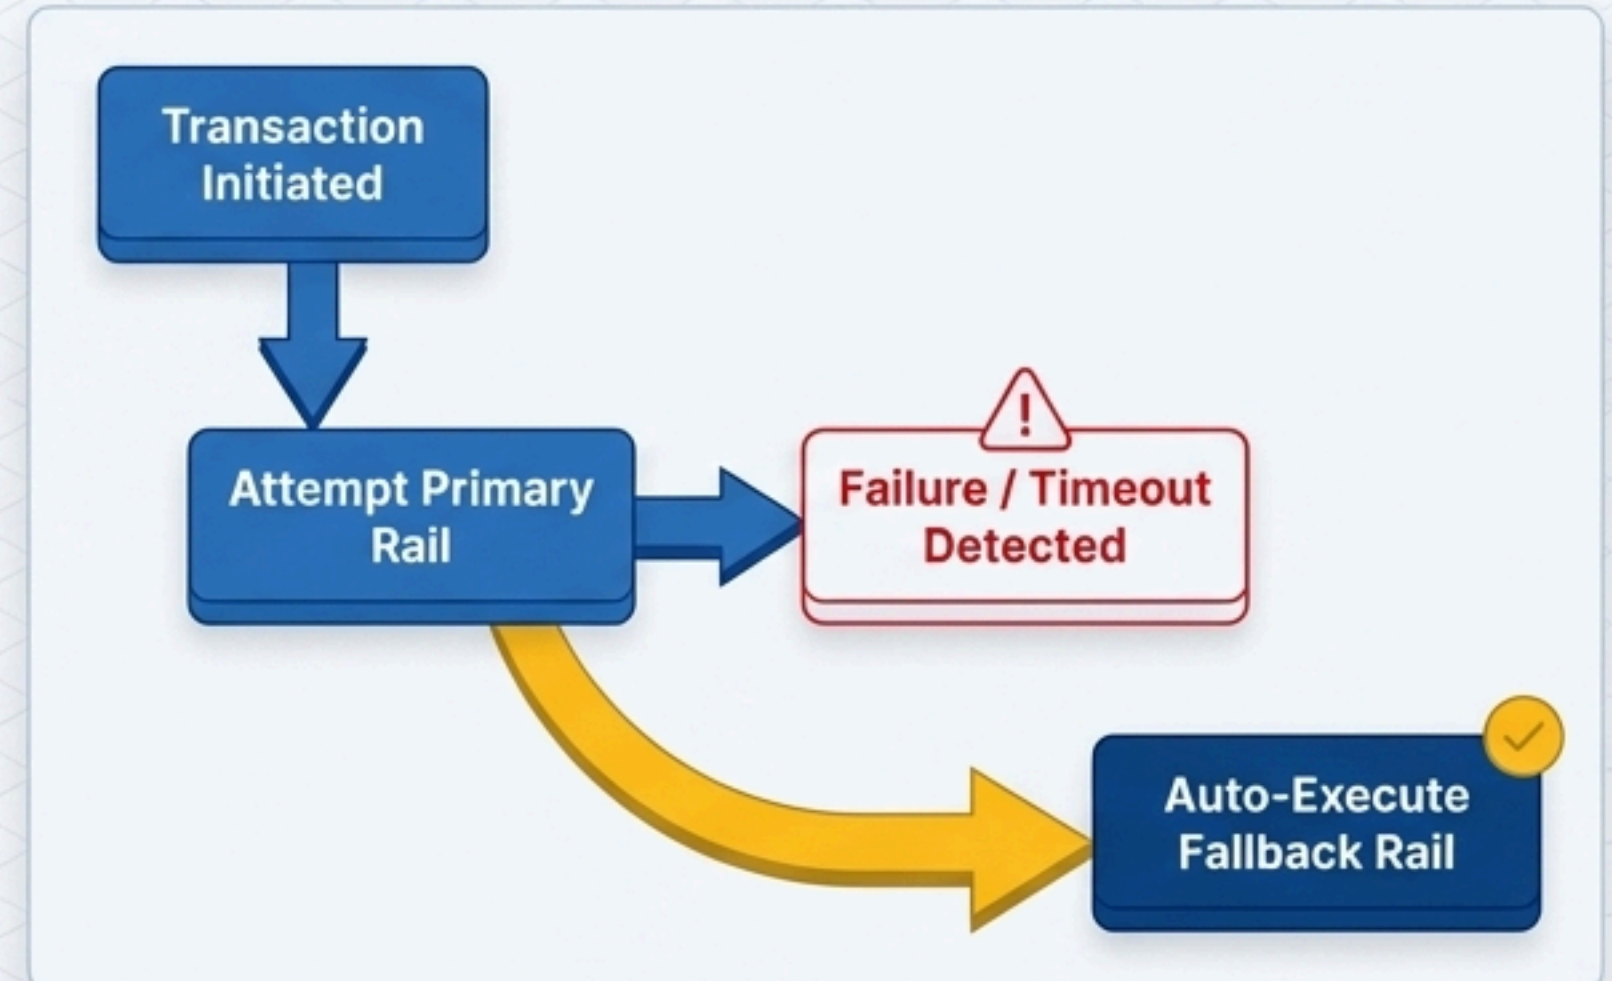 Transaction
Initiated
Attempt Primary
Rail
!
Failure / Timeout
Detected
Auto-Execute
Fallback Rail